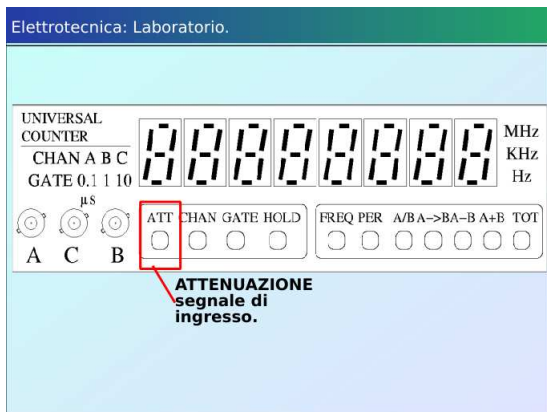 Elettrotecnica: Laboratorio.
UNIVERSAL
COUNTER
CHAN A B C
GATE 0.1 1 10
µs
MHz
KHz
Hz
ATT CHAN GATE HOLD
FREQ PER A/B A->B A-B A+B TOT
A C B
ATTENUAZIONE
segnale di
ingresso.